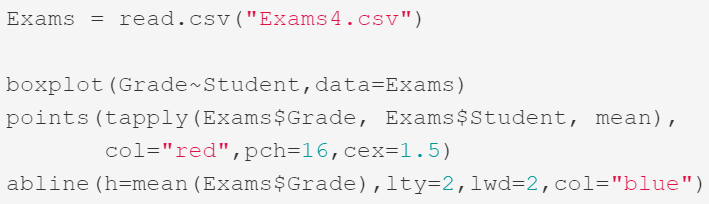 Exams = read.csv("Exams4.csv")
boxplot(Grade~Student,data=Exams)
points(tapply(Exams$Grade, Exams$Student, mean),
col="red",pch=16,cex=1.5)
abline(h=mean(Exams$Grade),lty=2,lwd=2,col="blue")